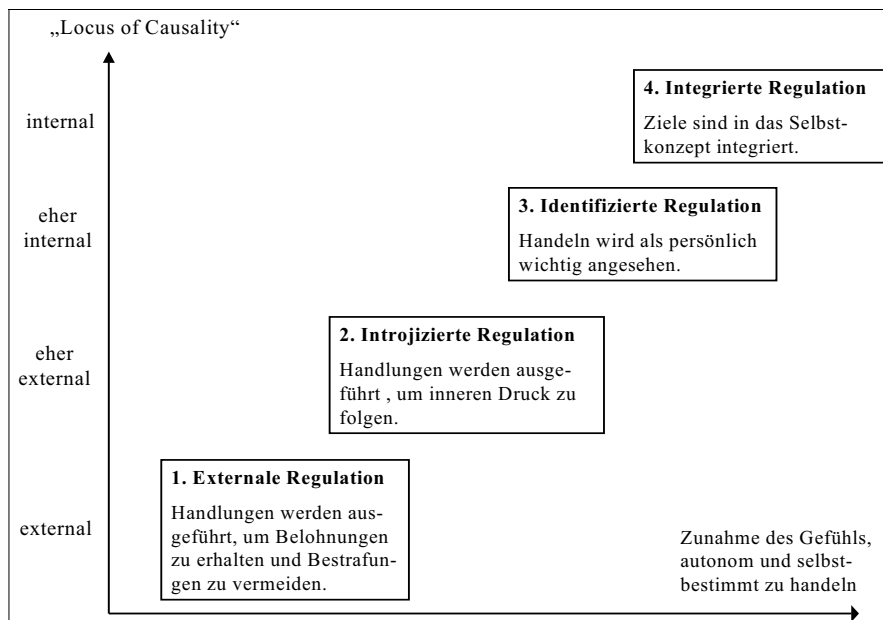 „Locus of Causality“
internal
4. Integrierte Regulation
Ziele sind in das Selbst-
konzept integriert.
eher
internal
3. Identifizierte Regulation
Handeln wird als persönlich
wichtig angesehen.
eher
external
2. Introjizierte Regulation
Handlungen werden ausge-
führt , um inneren Druck zu
folgen.
external
1. Externale Regulation
Handlungen werden aus-
geführt, um Belohnungen
zu erhalten und Bestrafun-
gen zu vermeiden.
Zunahme des Gefühls,
autonom und selbst-
bestimmt zu handeln